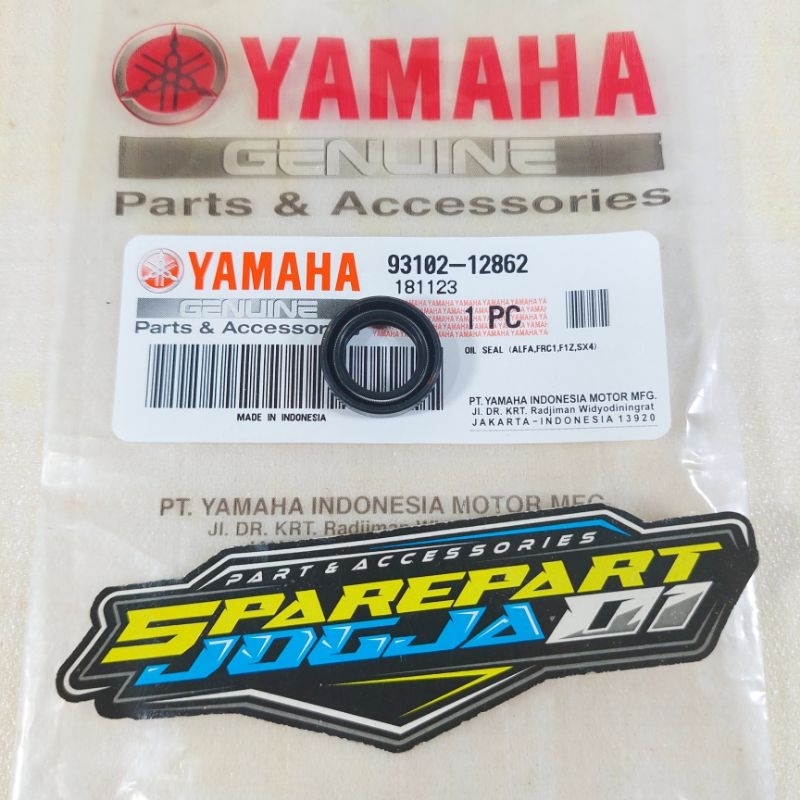 YAMAHA
GENUINE
Parts & Accessories
YAMAHA
GENUINE
Parts & Accessor
MADE IN INDONESIA
93102-12862
181123
1 PC
OIL SEAL (ALFA,FRC1,F1Z,SX4)
PT. YAMAHA INDONESIA MOTOR MFG.
Jl. DR. KRT. Radjiman Widyodiningrat
JAKARTA-INDONESIA 13920
PT. YAMAHA INDONESIA MOTOR MFG.
Jl. DR. KRT. Radjiman
PART & ACCESSORIES
SPAREPART
JOGJA 01